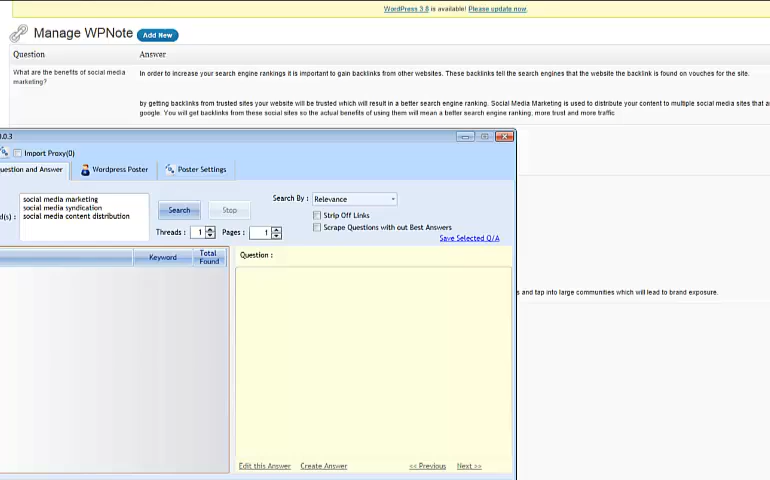 WordPress 3.8 is available! Please update now.
Manage WPNote Add New
Question Answer
What are the benefits of social media
marketing?
In order to increase your search engine rankings it is important to gain backlinks from other websites. These backlinks tell the search engines that the website the backlink is found on vouches for the site.
by getting backlinks from trusted sites your website will be trusted which will result in a better search engine ranking. Social Media Marketing is used to distribute your content to multiple social media sites that a
google. You will get backlinks from these social sites so the actual benefits of using them will mean a better search engine ranking, more trust and more traffic.
.0.3
Import Proxy(0)
uestion and Answer Wordpress Poster Poster Settings
d(s) :
social media marketing
social media syndication
social media content distribution
Search Stop
Threads : 1 Pages : 1
Search By : Relevance
Strip Off Links
Scrape Questions with out Best Answers
Save Selected Q/A
Keyword Total
Found
Question :
s and tap into large communities which will lead to brand exposure.
Edit this Answer Create Answer << Previous Next >>